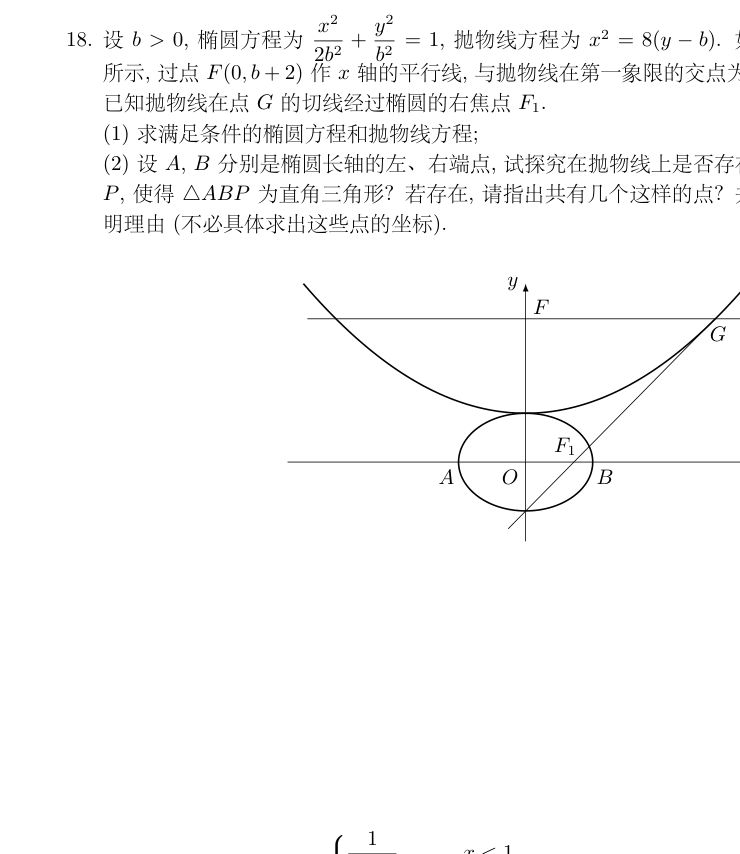 18. 设 b > 0, 椭圆方程为 x²/2b² + y²/b² = 1, 抛物线方程为 x² = 8(y − b).
所示, 过点 F(0, b + 2) 作 x 轴的平行线, 与抛物线在第一象限的交点为
已知抛物线在点 G 的切线经过椭圆的右焦点 F₁.
(1) 求满足条件的椭圆方程和抛物线方程;
(2) 设 A, B 分别是椭圆长轴的左、右端点, 试探究在抛物线上是否存在
P, 使得 △ABP 为直角三角形? 若存在, 请指出共有几个这样的点?
明理由 (不必具体求出这些点的坐标).
y
F
G
F₁
A O B
1
x < 1